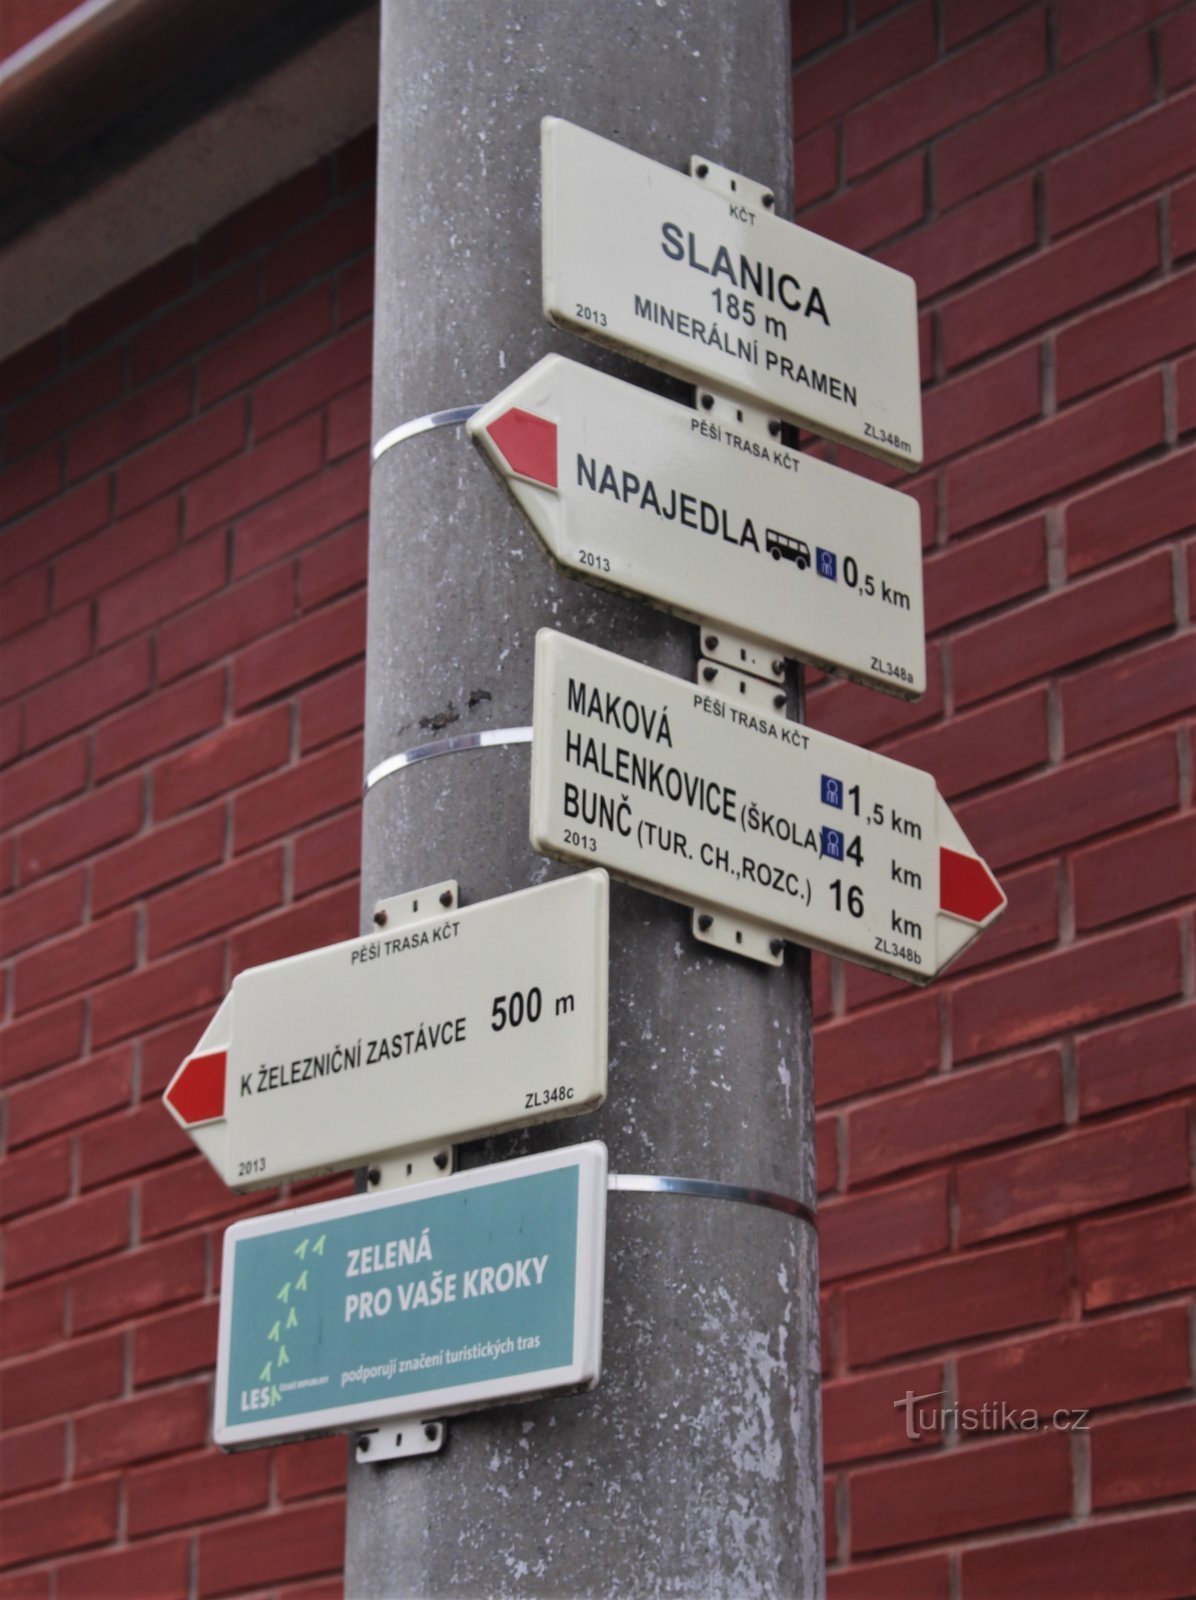 KČT
SLANICA
185 m
MINERÁLNÍ PRAMEN
2013
ZL348m
PĚŠÍ TRASA KČT
NAPAJEDLA 0,5 km
2013
ZL348a
PĚŠÍ TRASA KČT
MAKOVÁ 1,5 km
HALENKOVICE (ŠKOLA) 4 km
BUNČ (TUR. CH.,ROZC.) 16 km
2013
ZL348b
PĚŠÍ TRASA KČT
K ŽELEZNIČNÍ ZASTÁVCE 500 m
2013
ZL348c
ZELENÁ
PRO VAŠE KROKY
LESY ČESKÉ REPUBLIKY podporují značení turistických tras
Turistika.cz